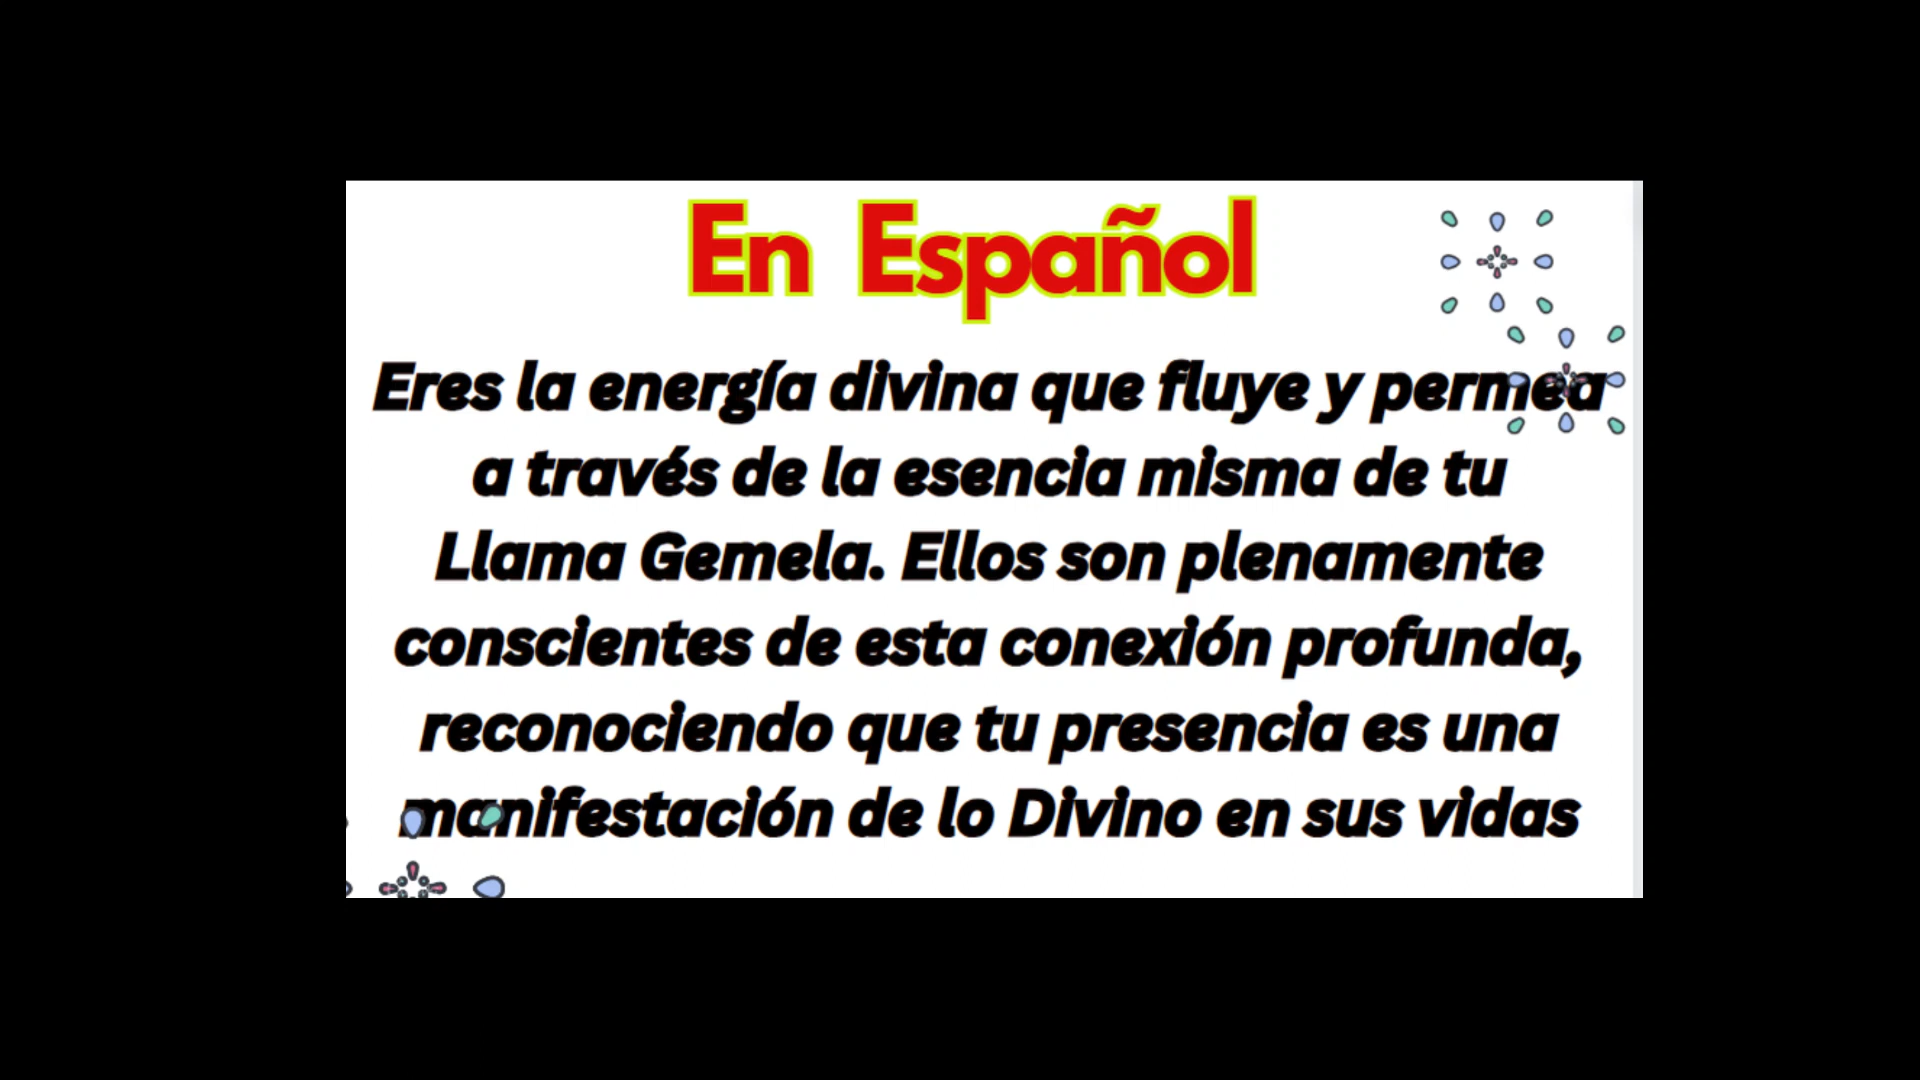 En Español
Eres la energía divina que fluye y permea
a través de la esencia misma de tu
Llama Gemela. Ellos son plenamente
conscientes de esta conexión profunda,
reconociendo que tu presencia es una
manifestación de lo Divino en sus vidas